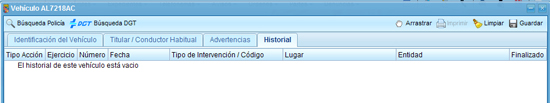 Vehículo AL7218AC
Búsqueda Policía DGT Búsqueda DGT Arrastrar Imprimir Limpiar Guardar
Identificación del Vehículo Titular / Conductor Habitual Advertencias Historial
Tipo Acción Ejercicio Número Fecha Tipo de Intervención / Código Lugar Entidad Finalizado
El historial de este vehículo está vacio